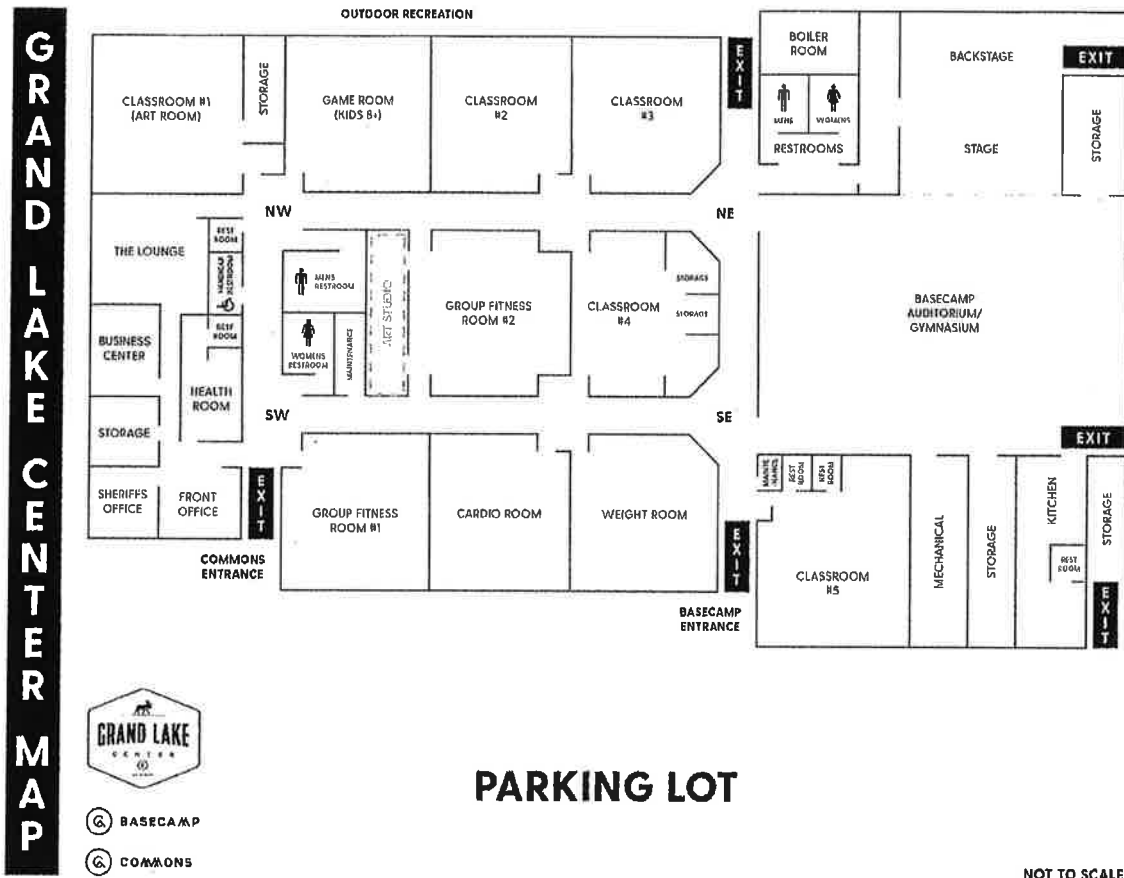 GRAND LAKE CENTER MAP
OUTDOOR RECREATION
CLASSROOM #1
(ART ROOM)
STORAGE
GAME ROOM
(KIDS 8+)
CLASSROOM
#2
CLASSROOM
#3
EXIT
BOILER
ROOM
MENS
WOMENS
RESTROOMS
BACKSTAGE
EXIT
STAGE
STORAGE
NW
NE
THE LOUNGE
REST
ROOM
HANDICAP
RESTROOM
REST
ROOM
MENS
RESTROOM
WOMENS
RESTROOM
MAINTENANCE
ART STUDIO
GROUP FITNESS
ROOM #2
CLASSROOM
#4
STORAGE
STORAGE
BASECAMP
AUDITORIUM/
GYMNASIUM
BUSINESS
CENTER
HEALTH
ROOM
STORAGE
SW
SE
EXIT
SHERIFFS
OFFICE
FRONT
OFFICE
EXIT
COMMONS
ENTRANCE
GROUP FITNESS
ROOM #1
CARDIO ROOM
WEIGHT ROOM
EXIT
BASECAMP
ENTRANCE
MAINTE
NANCE
REST
ROOM
REST
ROOM
CLASSROOM
#5
MECHANICAL
STORAGE
KITCHEN
REST
ROOM
STORAGE
EXIT
GRAND LAKE
CENTER
BASECAMP
COMMONS
PARKING LOT
NOT TO SCALE